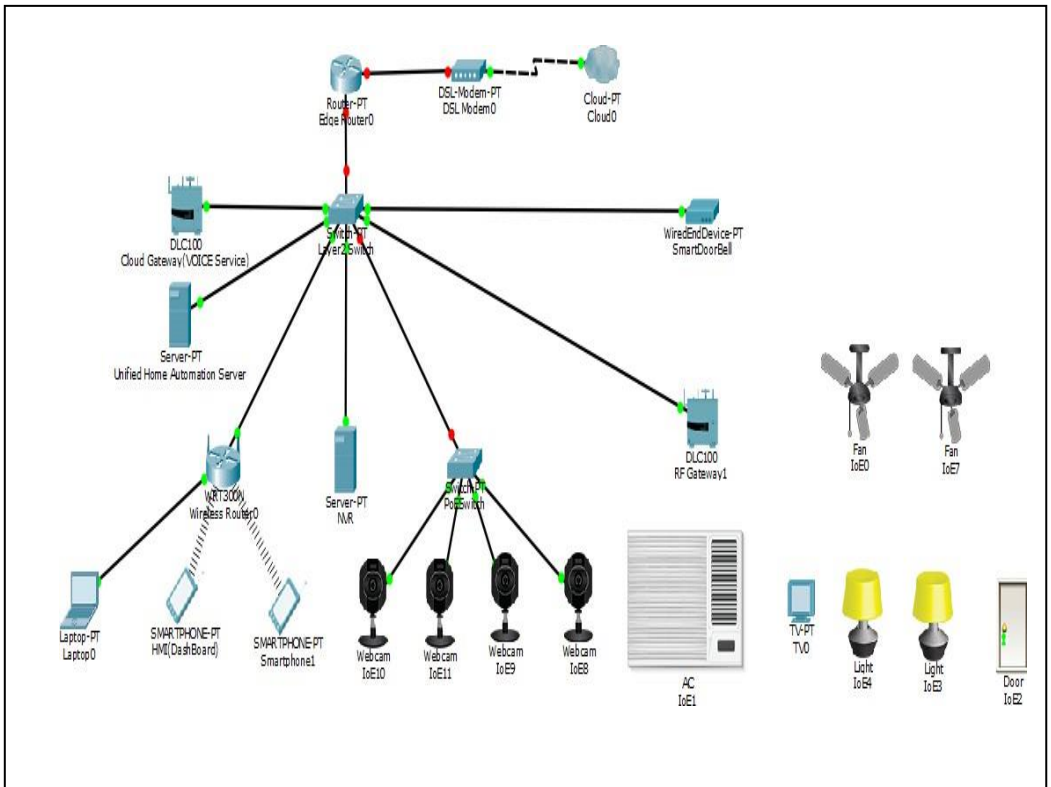 Router-PT
Edge Router0
DSL-Modem-PT
DSL Modem0
Cloud-PT
Cloud0
DLC100
Cloud Gateway(VOICE Service)
Switch-PT
Layer2Switch
WiredEndDevice-PT
SmartDoorBell
Server-PT
Unified Home Automation Server
Fan
IoE0
Fan
IoE7
WRT300N
Wireless Router0
Server-PT
NVR
Switch-PT
PoESwitch
DLC100
RF Gateway1
Laptop-PT
Laptop0
SMARTPHONE-PT
HMI(DashBoard)
SMARTPHONE-PT
Smartphone1
Webcam
IoE10
Webcam
IoE11
Webcam
IoE9
Webcam
IoE8
AC
IoE1
TV-PT
TV0
Light
IoE4
Light
IoE3
Door
IoE2